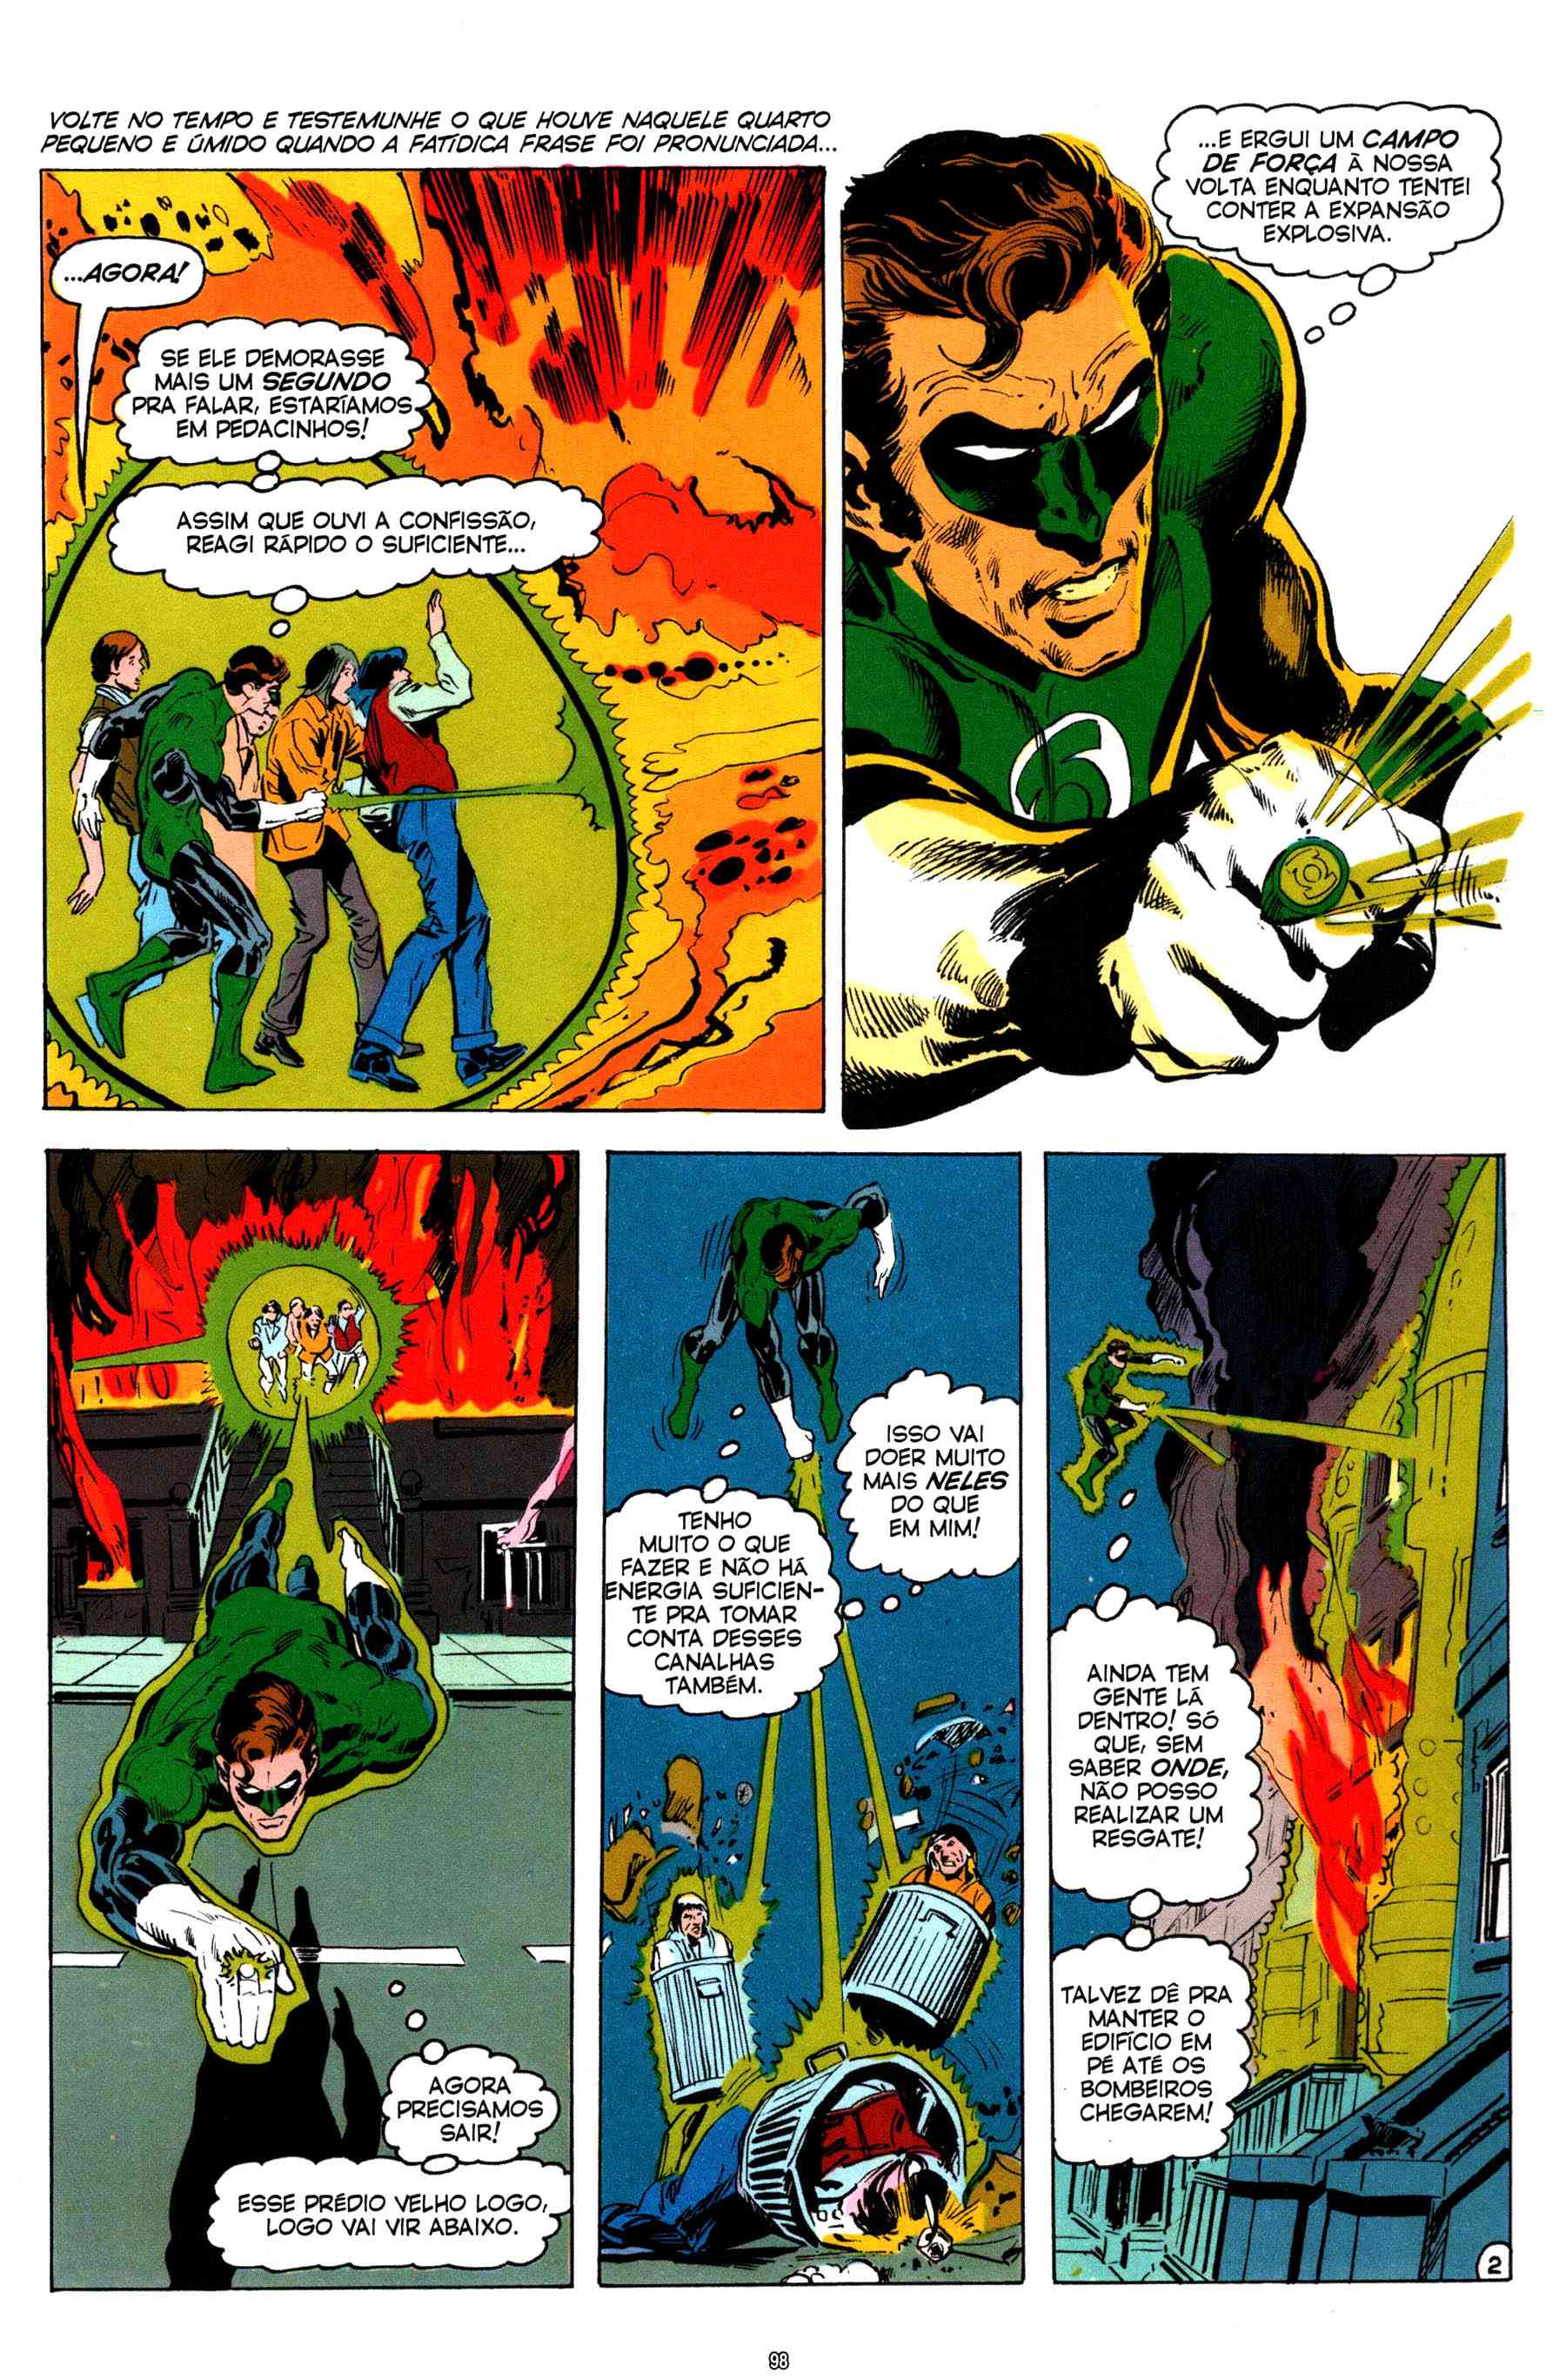 VOLTE NO TEMPO E TESTEMUNHE O QUE HOUVE NAQUELE QUARTO
PEQUENO E ÚMIDO QUANDO A FATÍDICA FRASE FOI PRONUNCIADA...
...AGORA!
SE ELE DEMORASSE
MAIS UM SEGUNDO
PRA FALAR, ESTARÍAMOS
EM PEDACINHOS!
ASSIM QUE OUVI A CONFISSÃO,
REAGI RÁPIDO O SUFICIENTE...
...E ERGUI UM CAMPO
DE FORÇA À NOSSA
VOLTA ENQUANTO TENTEI
CONTER A EXPANSÃO
EXPLOSIVA.
AGORA
PRECISAMOS
SAIR!
ESSE PRÉDIO VELHO LOGO,
LOGO VAI VIR ABAIXO.
TENHO
MUITO O QUE
FAZER E NÃO HÁ
ENERGIA SUFICIEN-
TE PRA TOMAR
CONTA DESSES
CANALHAS
TAMBÉM.
ISSO VAI
DOER MUITO
MAIS NELES
DO QUE
EM MIM!
AINDA TEM
GENTE LÁ
DENTRO! SÓ
QUE, SEM
SABER ONDE,
NÃO POSSO
REALIZAR UM
RESGATE!
TALVEZ DÊ PRA
MANTER O
EDIFÍCIO EM
PÉ ATÉ OS
BOMBEIROS
CHEGAREM!
2
98